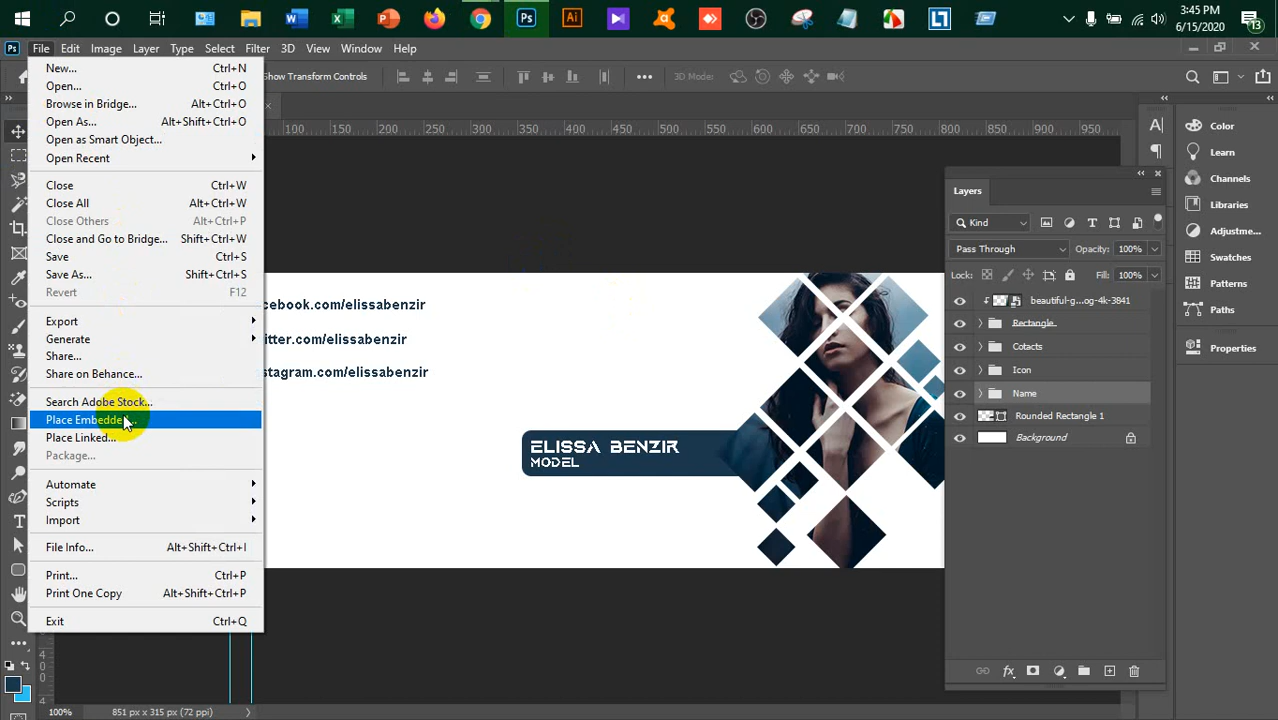 3:45 PM
6/15/2020
13
Ps
File Edit Image Layer Type Select Filter 3D View Window Help
Show Transform Controls
3D Mode:
New... Ctrl+N
Open... Ctrl+O
Browse in Bridge... Alt+Ctrl+O
Open As... Alt+Shift+Ctrl+O
Open as Smart Object...
Open Recent
Close Ctrl+W
Close All Alt+Ctrl+W
Close Others Alt+Ctrl+P
Close and Go to Bridge... Shift+Ctrl+W
Save Ctrl+S
Save As... Shift+Ctrl+S
Revert F12
Export
Generate
Share...
Share on Behance...
Search Adobe Stock...
Place Embedded...
Place Linked...
Package...
Automate
Scripts
Import
File Info... Alt+Shift+Ctrl+I
Print... Ctrl+P
Print One Copy Alt+Shift+Ctrl+P
Exit Ctrl+Q
100 150 200 250 300 350 400 450 500 550 600 650 700 750 800 850 900 950
cebook.com/elissabenzir
itter.com/elissabenzir
stagram.com/elissabenzir
ELISSA BENZIR
MODEL
Layers
Kind
Pass Through Opacity: 100%
Lock: Fill: 100%
beautiful-g...og-4k-3841
Rectangle
Cotacts
Icon
Name
Rounded Rectangle 1
Background
fx
Color
Learn
Channels
Libraries
Adjustme...
Swatches
Patterns
Paths
Properties
100% 851 px x 315 px (72 ppi)